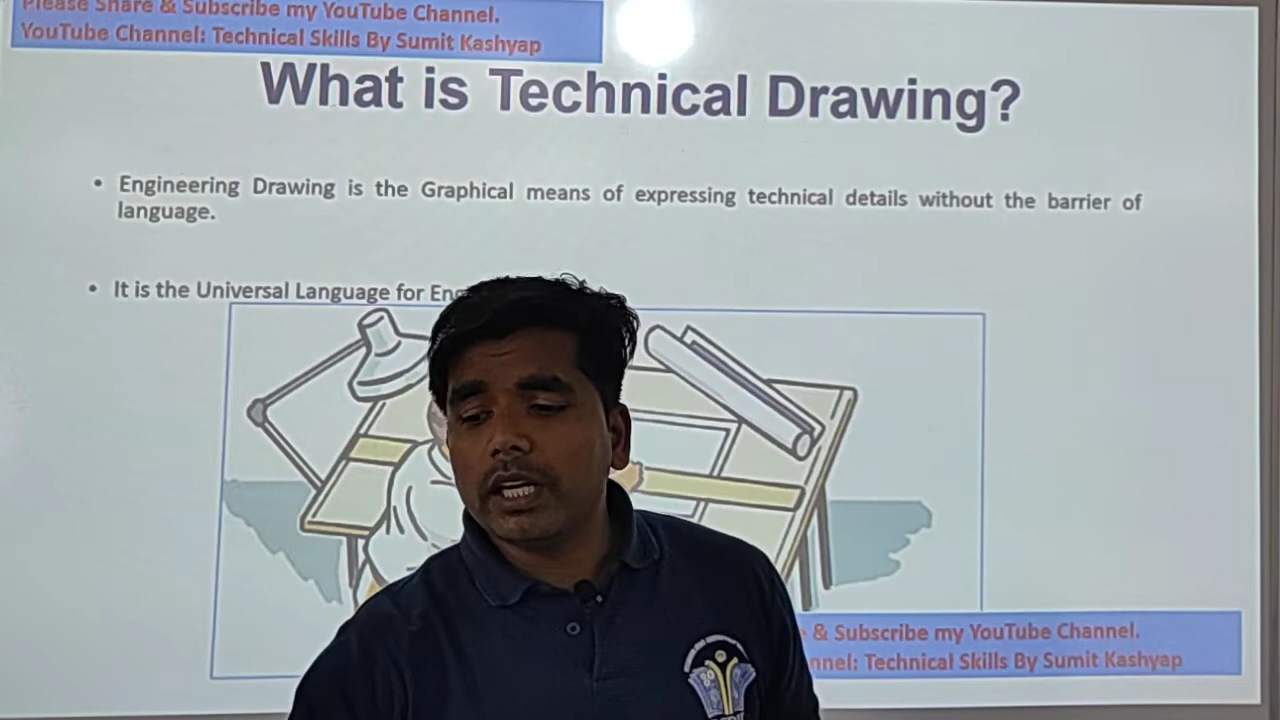 Please Share & Subscribe my YouTube Channel.
YouTube Channel: Technical Skills By Sumit Kashyap
What is Technical Drawing?
• Engineering Drawing is the Graphical means of expressing technical details without the barrier of
language.
• It is the Universal Language for
& Subscribe my YouTube Channel.
Technical Skills By Sumit Kashyap